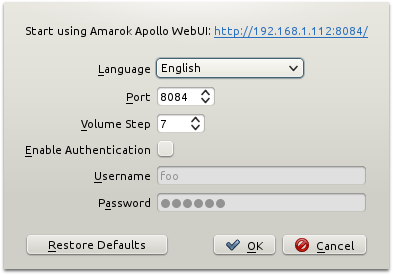 Start using Amarok Apollo WebUI: http://192.168.1.112:8084/
Language English
Port 8084
Volume Step 7
Enable Authentication
Username foo
Password ●●●●●●
Restore Defaults OK Cancel